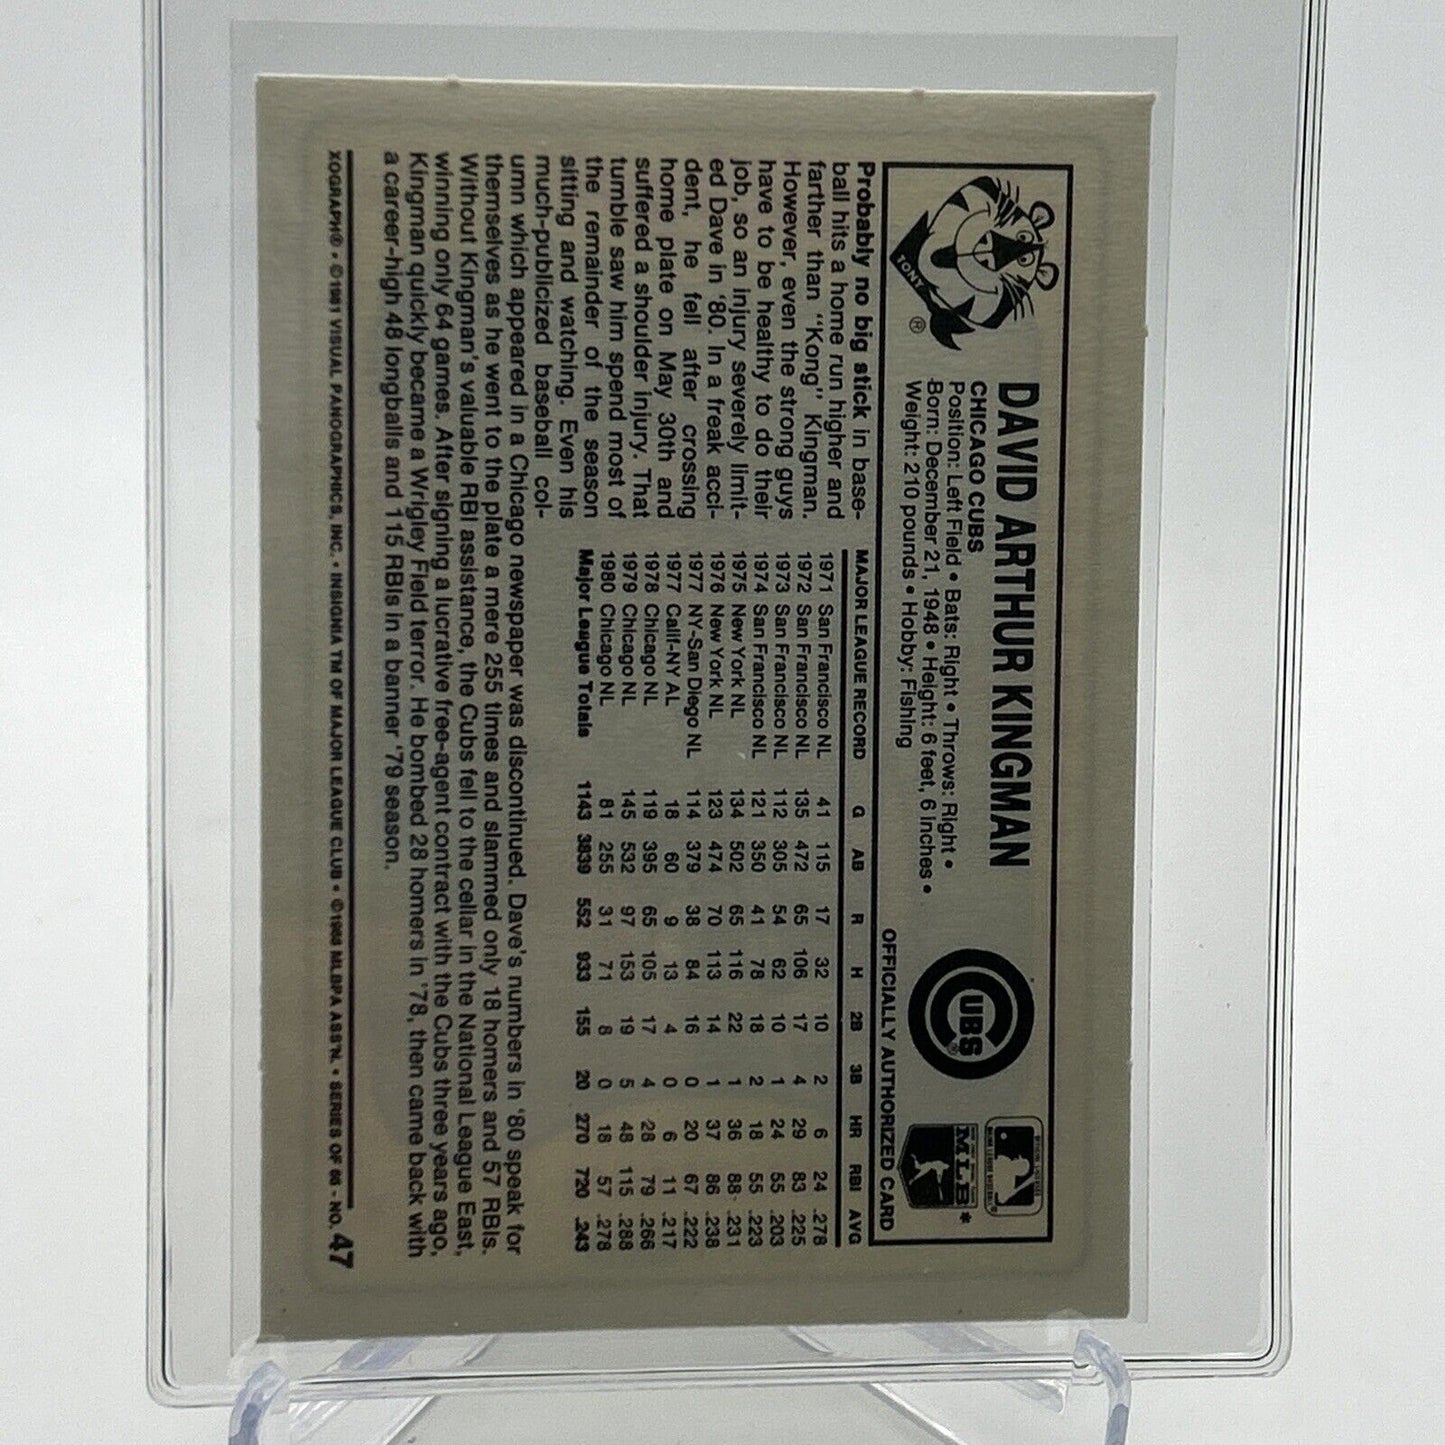 TONY ®
DAVID ARTHUR KINGMAN
CHICAGO CUBS
Position: Left Field • Bats: Right • Throws: Right •
Born: December 21, 1948 • Height: 6 feet, 6 inches •
Weight: 210 pounds • Hobby: Fishing
CUBS ®
MLB*
OFFICIALLY AUTHORIZED CARD
Probably no big stick in base-
ball hits a home run higher and
farther than "Kong" Kingman.
However, even the strong guys
have to be healthy to do their
job, so an injury severely limit-
ed Dave in '80. In a freak acci-
dent, he fell after crossing
home plate on May 30th and
suffered a shoulder injury. That
tumble saw him spend most of
the remainder of the season
sitting and watching. Even his
much-publicized baseball col-
umn which appeared in a Chicago newspaper was discontinued. Dave's numbers in '80 speak for
themselves as he went to the plate a mere 255 times and slammed only 18 homers and 57 RBIs.
Without Kingman's valuable RBI assistance, the Cubs fell to the cellar in the National League East,
winning only 64 games. After signing a lucrative free-agent contract with the Cubs three years ago,
Kingman quickly became a Wrigley Field terror. He bombed 28 homers in '78, then came back with
a career-high 48 longballs and 115 RBIs in a banner '79 season.
MAJOR LEAGUE RECORD G AB R H 2B 3B HR RBI AVG
1971 San Francisco NL 41 115 17 32 10 2 6 24 .278
1972 San Francisco NL 135 472 65 106 17 4 29 83 .225
1973 San Francisco NL 112 305 54 62 10 1 24 55 .203
1974 San Francisco NL 121 350 41 78 18 2 18 55 .223
1975 New York NL 134 502 65 116 22 1 36 88 .231
1976 New York NL 123 474 70 113 14 1 37 86 .238
1977 NY-San Diego NL 114 379 38 84 16 0 20 67 .222
1977 Calif-NY AL 18 60 9 13 4 0 6 11 .217
1978 Chicago NL 119 395 65 105 17 4 28 79 .266
1979 Chicago NL 145 532 97 153 19 5 48 115 .288
1980 Chicago NL 81 255 31 71 8 0 18 57 .278
Major League Totals 1143 3839 552 933 155 20 270 720 .243
XOGRAPH® • ©1981 VISUAL PANOGRAPHICS, INC. • INSIGNIA TM OF MAJOR LEAGUE CLUB • ©1968 MLBPA ASS'N. • SERIES OF 66 - NO. 47